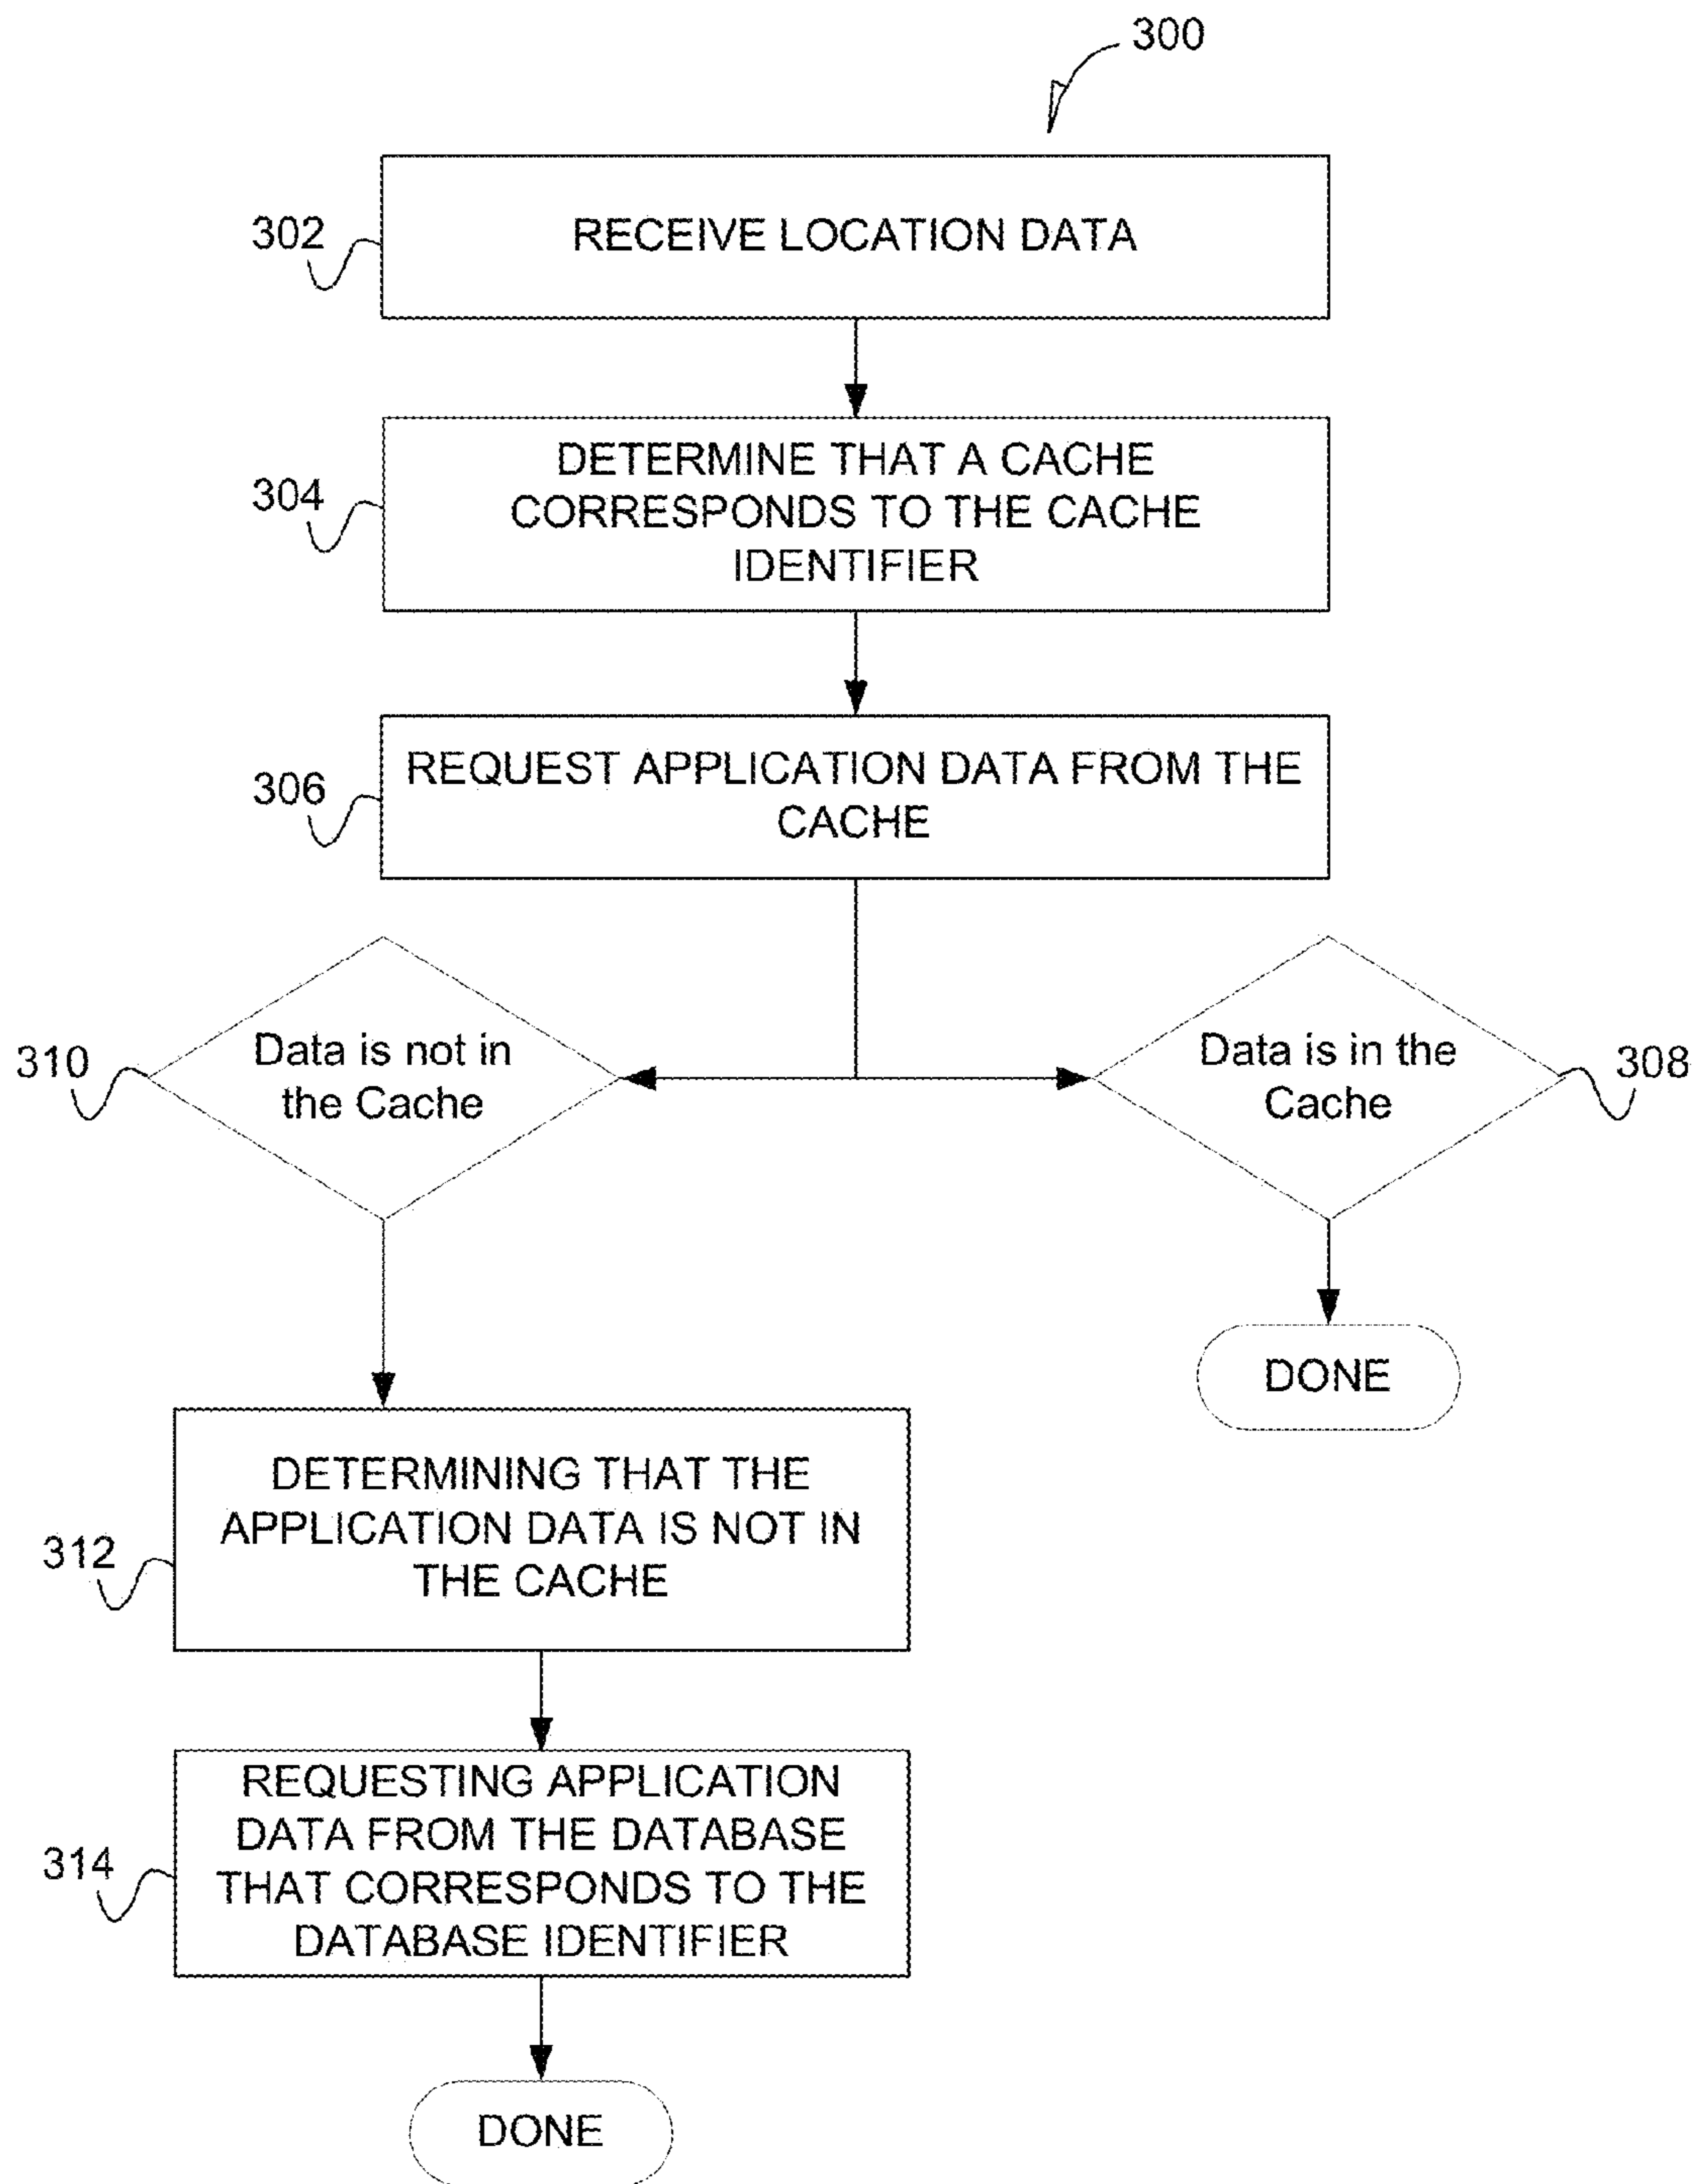 300
302
RECEIVE LOCATION DATA
304
DETERMINE THAT A CACHE
CORRESPONDS TO THE CACHE
IDENTIFIER
306
REQUEST APPLICATION DATA FROM THE
CACHE
310
Data is not in
the Cache
Data is in the
Cache
308
DONE
312
DETERMINING THAT THE
APPLICATION DATA IS NOT IN
THE CACHE
314
REQUESTING APPLICATION
DATA FROM THE DATABASE
THAT CORRESPONDS TO THE
DATABASE IDENTIFIER
DONE